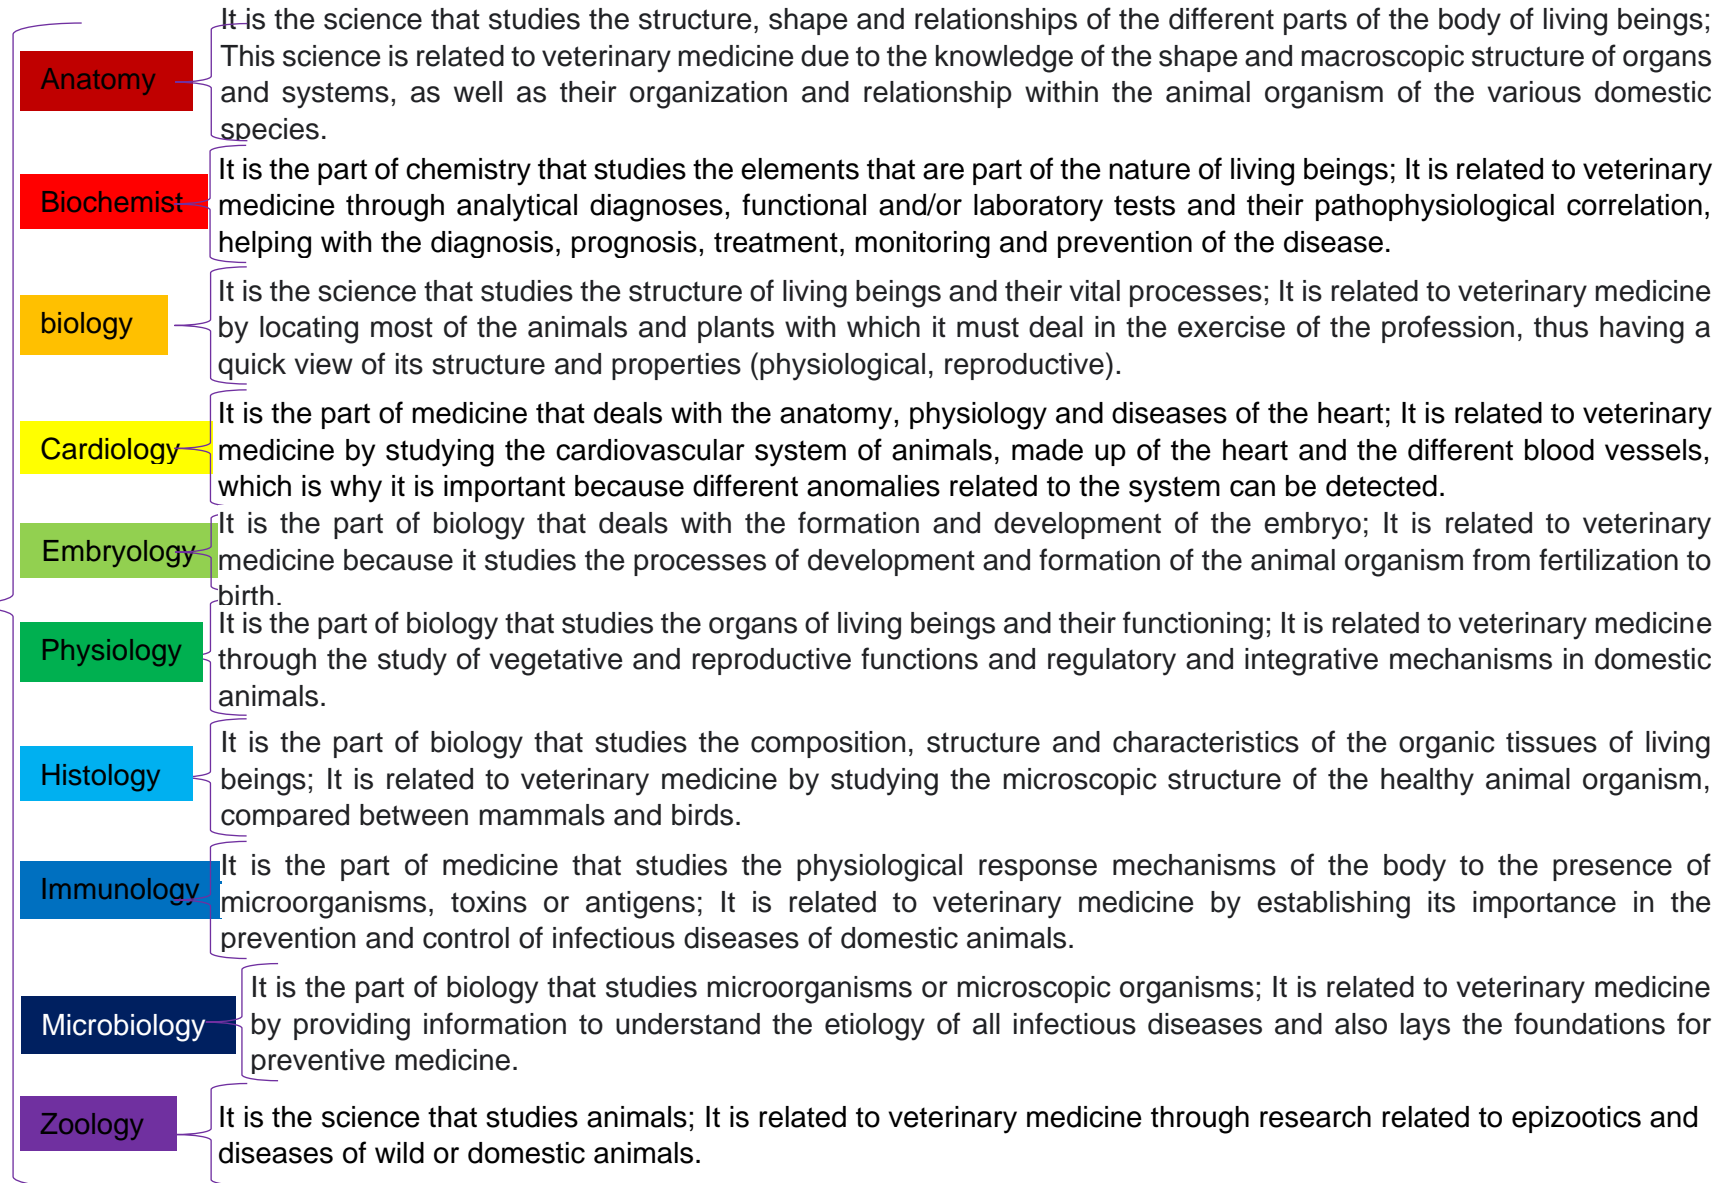 It is the science that studies the structure, shape and relationships of the different parts of the body of living beings;
Anatomy
This science is related to veterinary medicine due to the knowledge of the shape and macroscopic structure of organs
and systems, as well as their organization and relationship within the animal organism of the various domestic
species.
Biochemist
It is the part of chemistry that studies the elements that are part of the nature of living beings; It is related to veterinary
medicine through analytical diagnoses, functional and/or laboratory tests and their pathophysiological correlation,
helping with the diagnosis, prognosis, treatment, monitoring and prevention of the disease.
biology
It is the science that studies the structure of living beings and their vital processes; It is related to veterinary medicine
by locating most of the animals and plants with which it must deal in the exercise of the profession, thus having a
quick view of its structure and properties (physiological, reproductive).
Cardiology
It is the part of medicine that deals with the anatomy, physiology and diseases of the heart; It is related to veterinary
medicine by studying the cardiovascular system of animals, made up of the heart and the different blood vessels,
which is why it is important because different anomalies related to the system can be detected.
Embryology
It is the part of biology that deals with the formation and development of the embryo; It is related to veterinary
medicine because it studies the processes of development and formation of the animal organism from fertilization to
birth.
Physiology
It is the part of biology that studies the organs of living beings and their functioning; It is related to veterinary medicine
through the study of vegetative and reproductive functions and regulatory and integrative mechanisms in domestic
animals.
Histology
It is the part of biology that studies the composition, structure and characteristics of the organic tissues of living
beings; It is related to veterinary medicine by studying the microscopic structure of the healthy animal organism,
compared between mammals and birds.
Immunology
It is the part of medicine that studies the physiological response mechanisms of the body to the presence of
microorganisms, toxins or antigens; It is related to veterinary medicine by establishing its importance in the
prevention and control of infectious diseases of domestic animals.
Microbiology
It is the part of biology that studies microorganisms or microscopic organisms; It is related to veterinary medicine
by providing information to understand the etiology of all infectious diseases and also lays the foundations for
preventive medicine.
Zoology
It is the science that studies animals; It is related to veterinary medicine through research related to epizootics and
diseases of wild or domestic animals.